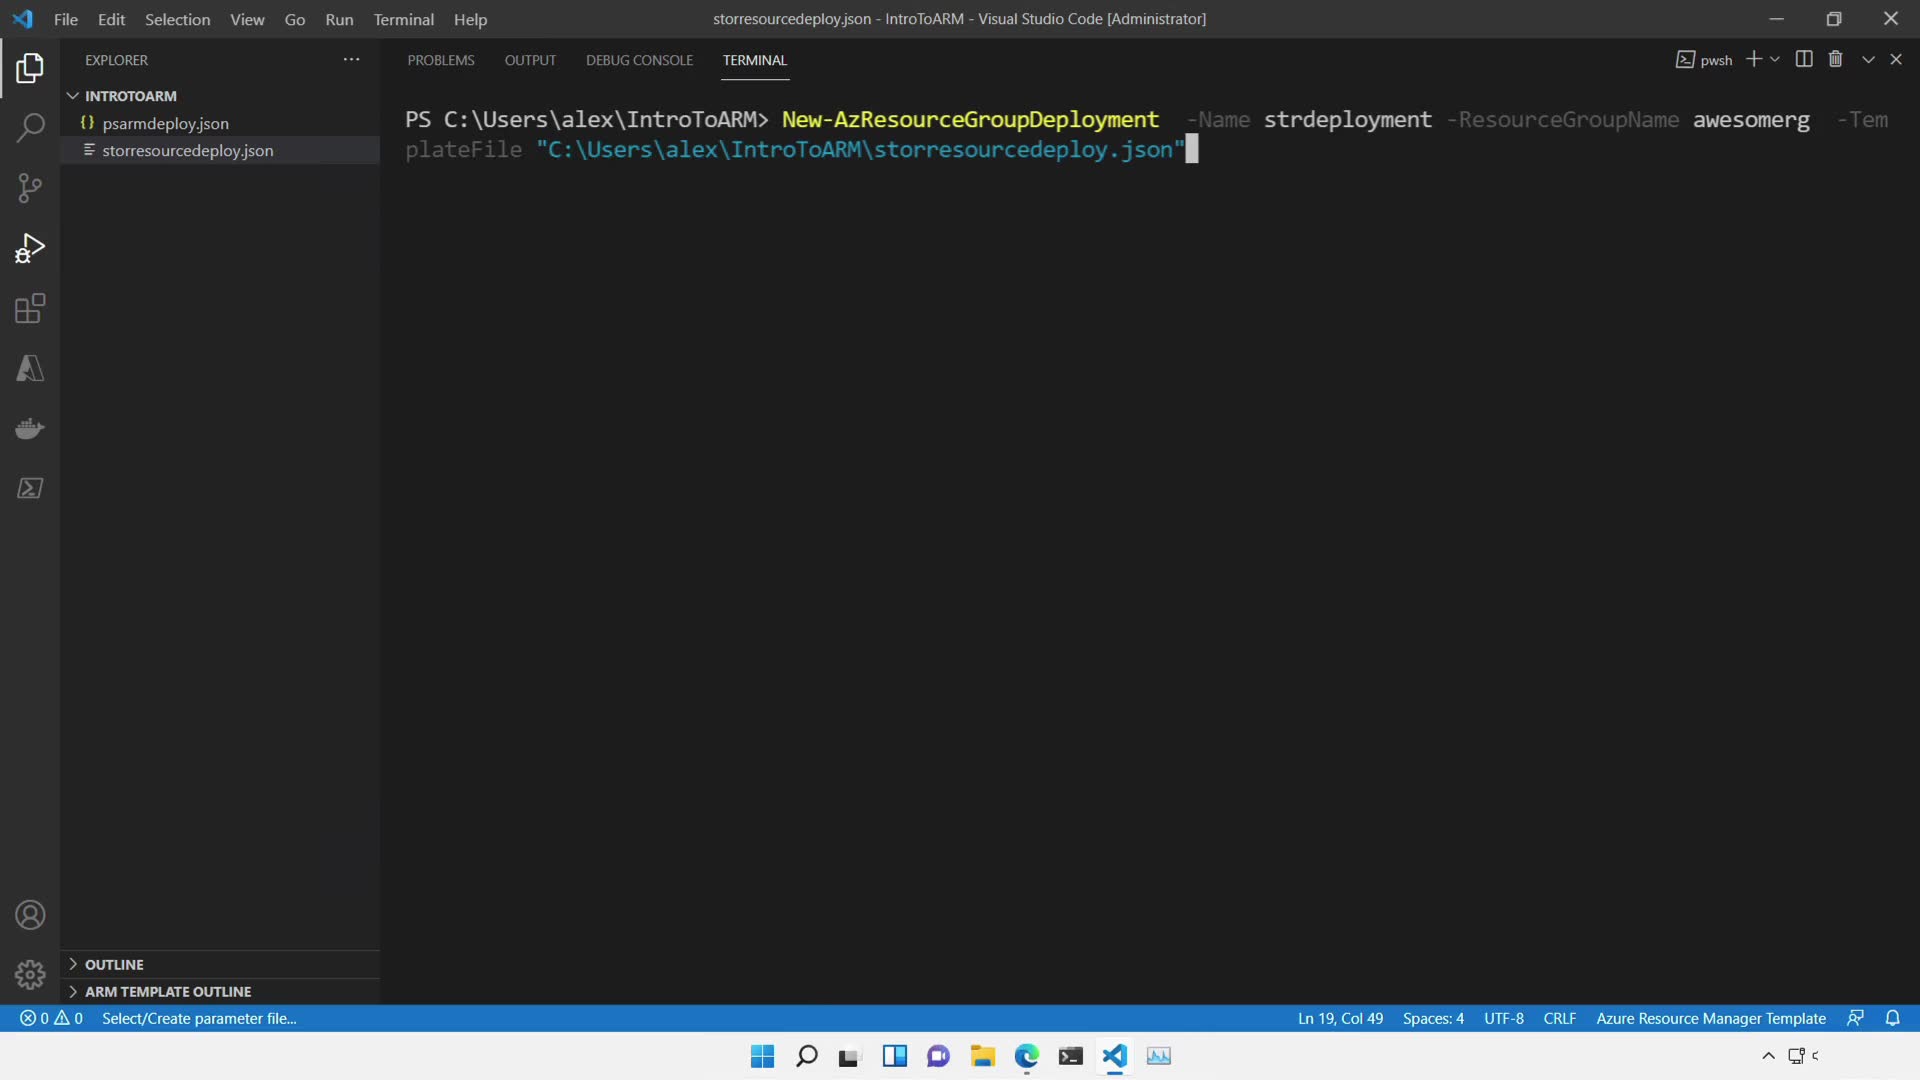 File Edit Selection View Go Run Terminal Help
storresourcedeploy.json - IntroToARM - Visual Studio Code [Administrator]
EXPLORER
PROBLEMS OUTPUT DEBUG CONSOLE TERMINAL
pwsh
INTROTOARM
psarmdeploy.json
storresourcedeploy.json
PS C:\Users\alex\IntroToARM> New-AzResourceGroupDeployment  -Name strdeployment -ResourceGroupName awesomerg  -Tem
plateFile "C:\Users\alex\IntroToARM\storresourcedeploy.json"
OUTLINE
ARM TEMPLATE OUTLINE
0 0 Select/Create parameter file...
Ln 19, Col 49 Spaces: 4 UTF-8 CRLF Azure Resource Manager Template